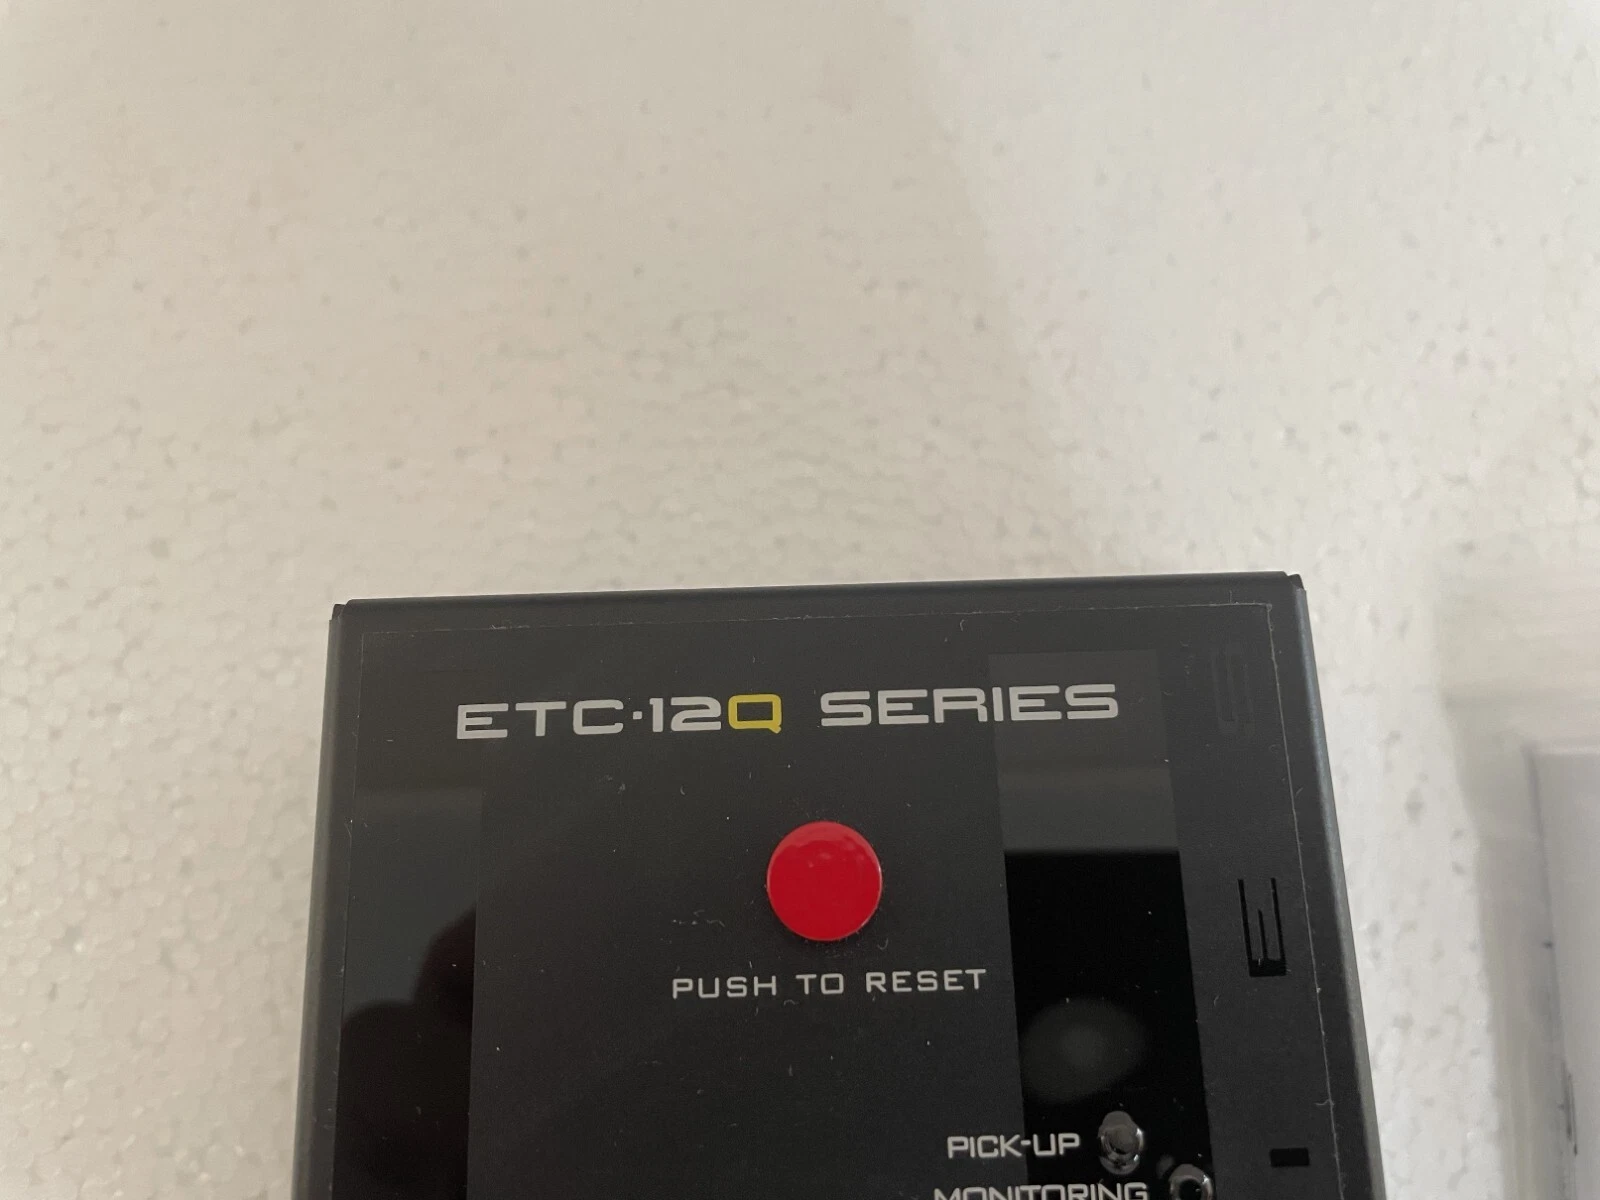 ETC·12Q SERIES
PUSH TO RESET
PICK-UP
MONITORING